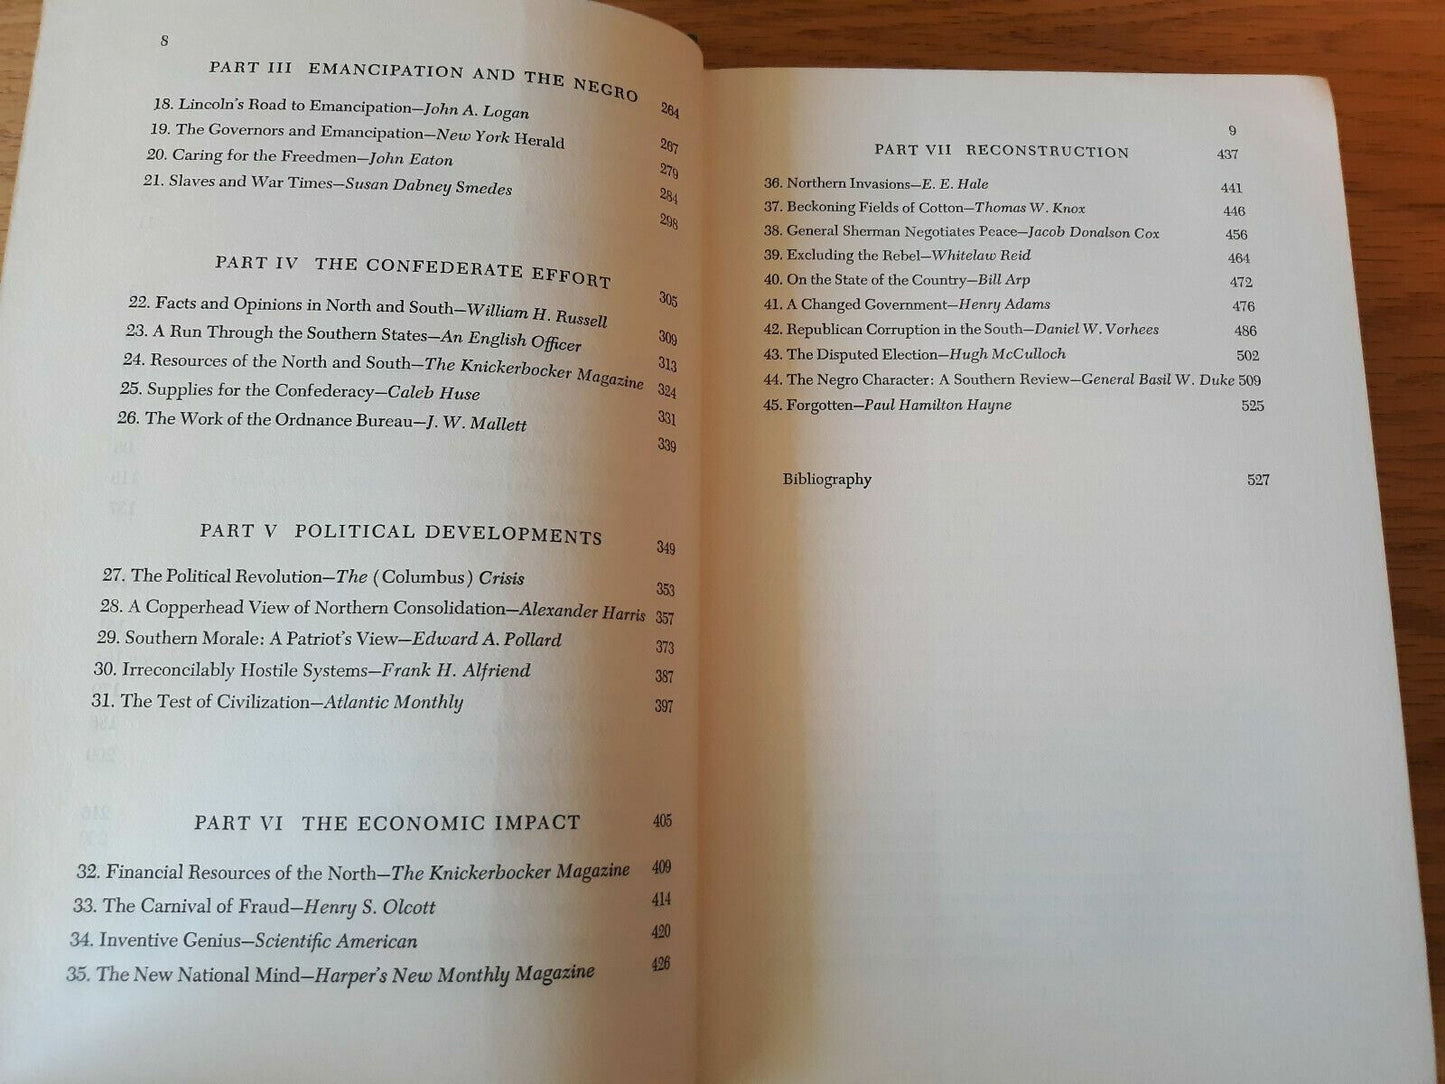 8
PART III EMANCIPATION AND THE NEGRO 264
18. Lincoln's Road to Emancipation—John A. Logan 267
19. The Governors and Emancipation—New York Herald 279
20. Caring for the Freedmen—John Eaton 284
21. Slaves and War Times—Susan Dabney Smedes 298
PART IV THE CONFEDERATE EFFORT 305
22. Facts and Opinions in North and South—William H. Russell 309
23. A Run Through the Southern States—An English Officer 313
24. Resources of the North and South—The Knickerbocker Magazine 324
25. Supplies for the Confederacy—Caleb Huse 331
26. The Work of the Ordnance Bureau—J. W. Mallett 339
PART V POLITICAL DEVELOPMENTS 349
27. The Political Revolution—The (Columbus) Crisis 353
28. A Copperhead View of Northern Consolidation—Alexander Harris 357
29. Southern Morale: A Patriot's View—Edward A. Pollard 373
30. Irreconcilably Hostile Systems—Frank H. Alfriend 387
31. The Test of Civilization—Atlantic Monthly 397
PART VI THE ECONOMIC IMPACT 405
32. Financial Resources of the North—The Knickerbocker Magazine 409
33. The Carnival of Fraud—Henry S. Olcott 414
34. Inventive Genius—Scientific American 420
35. The New National Mind—Harper's New Monthly Magazine 426
9
PART VII RECONSTRUCTION 437
36. Northern Invasions—E. E. Hale 441
37. Beckoning Fields of Cotton—Thomas W. Knox 446
38. General Sherman Negotiates Peace—Jacob Donalson Cox 456
39. Excluding the Rebel—Whitelaw Reid 464
40. On the State of the Country—Bill Arp 472
41. A Changed Government—Henry Adams 476
42. Republican Corruption in the South—Daniel W. Vorhees 486
43. The Disputed Election—Hugh McCulloch 502
44. The Negro Character: A Southern Review—General Basil W. Duke 509
45. Forgotten—Paul Hamilton Hayne 525
Bibliography 527